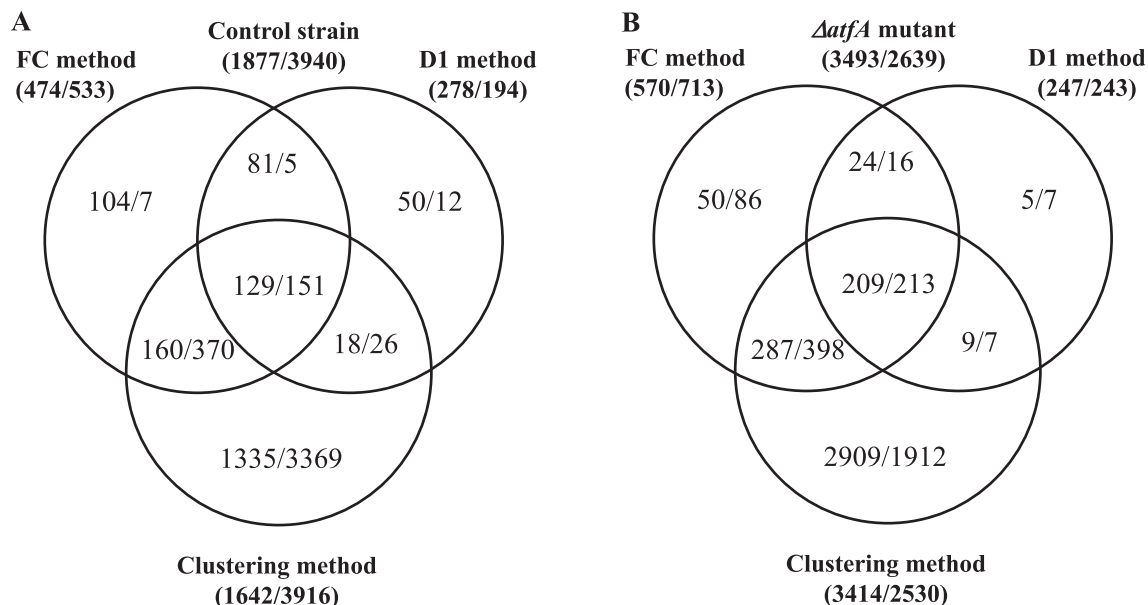 A
Control strain
(1877/3940)
FC method
(474/533)
D1 method
(278/194)
81/5
104/7
50/12
129/151
160/370
18/26
1335/3369
Clustering method
(1642/3916)
B
ΔatfA mutant
(3493/2639)
FC method
(570/713)
D1 method
(247/243)
24/16
50/86
5/7
209/213
287/398
9/7
2909/1912
Clustering method
(3414/2530)